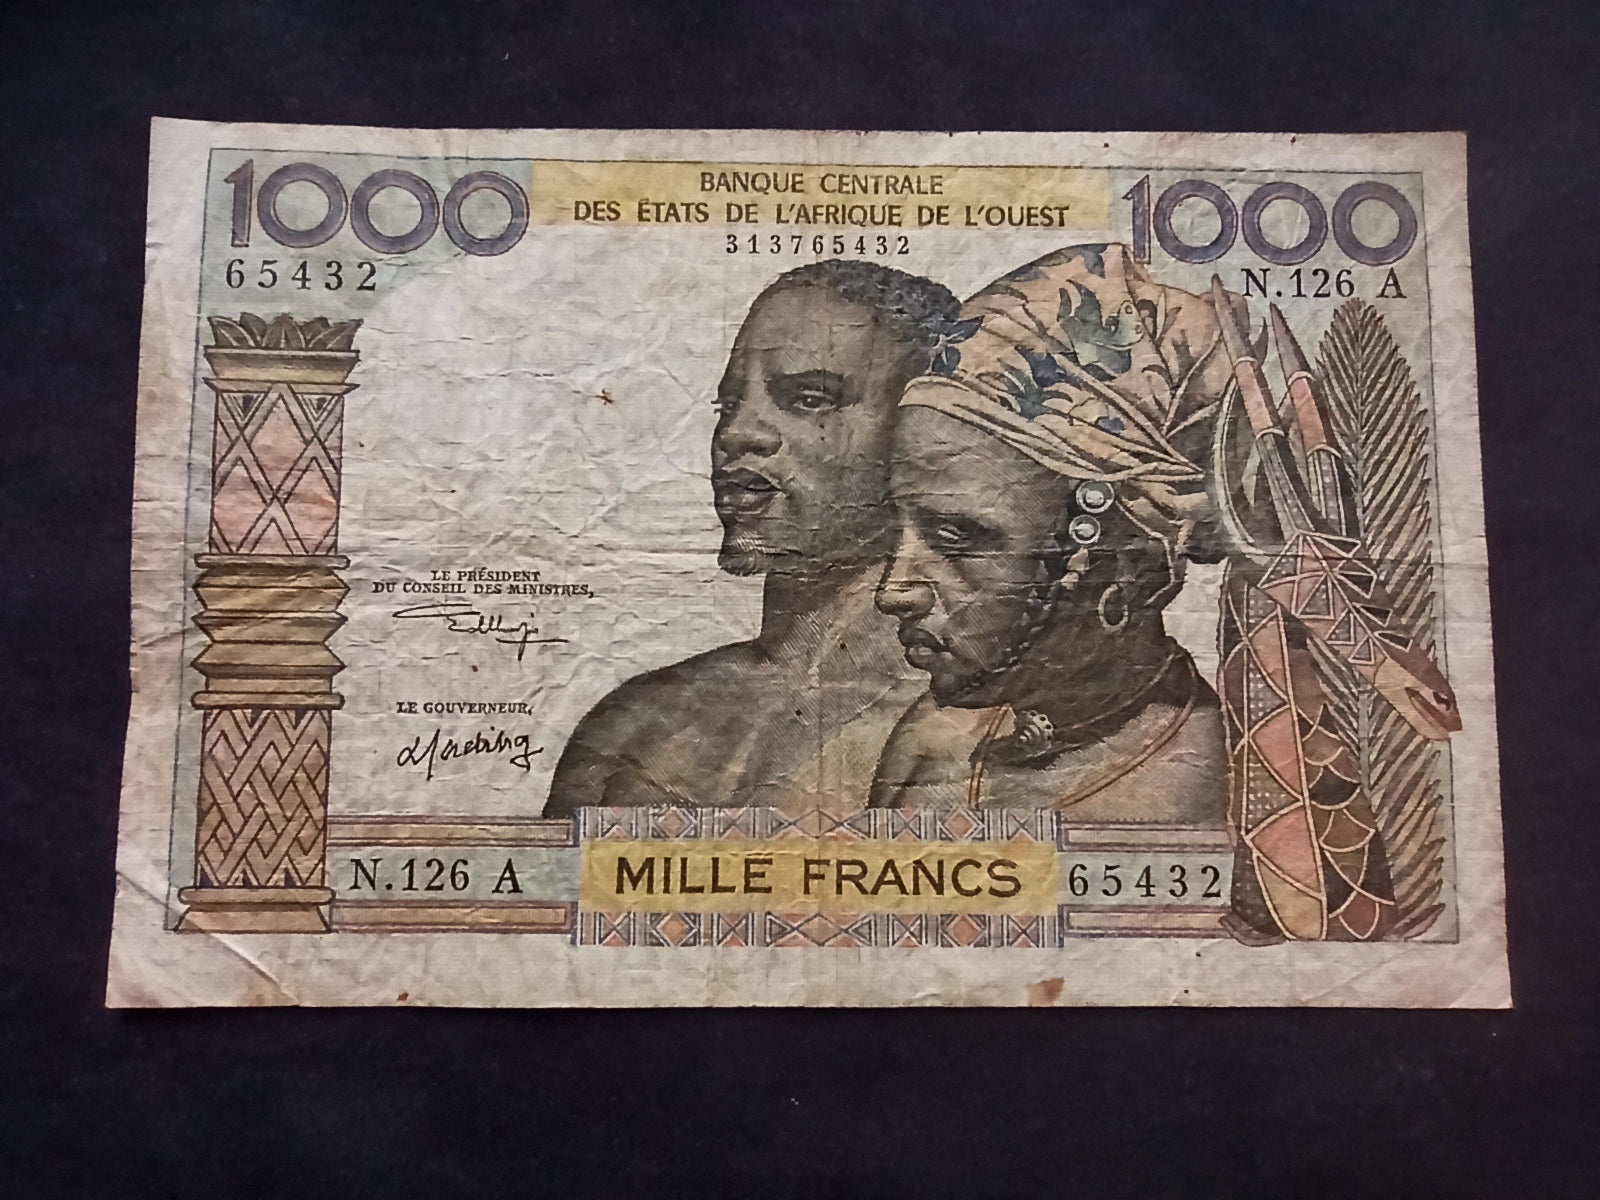 1000
BANQUE CENTRALE
DES ÉTATS DE L'AFRIQUE DE L'OUEST
1000
313765432
65432
N.126 A
LE PRÉSIDENT
DU CONSEIL DES MINISTRES,
LE GOUVERNEUR,
N.126 A
MILLE FRANCS
65432